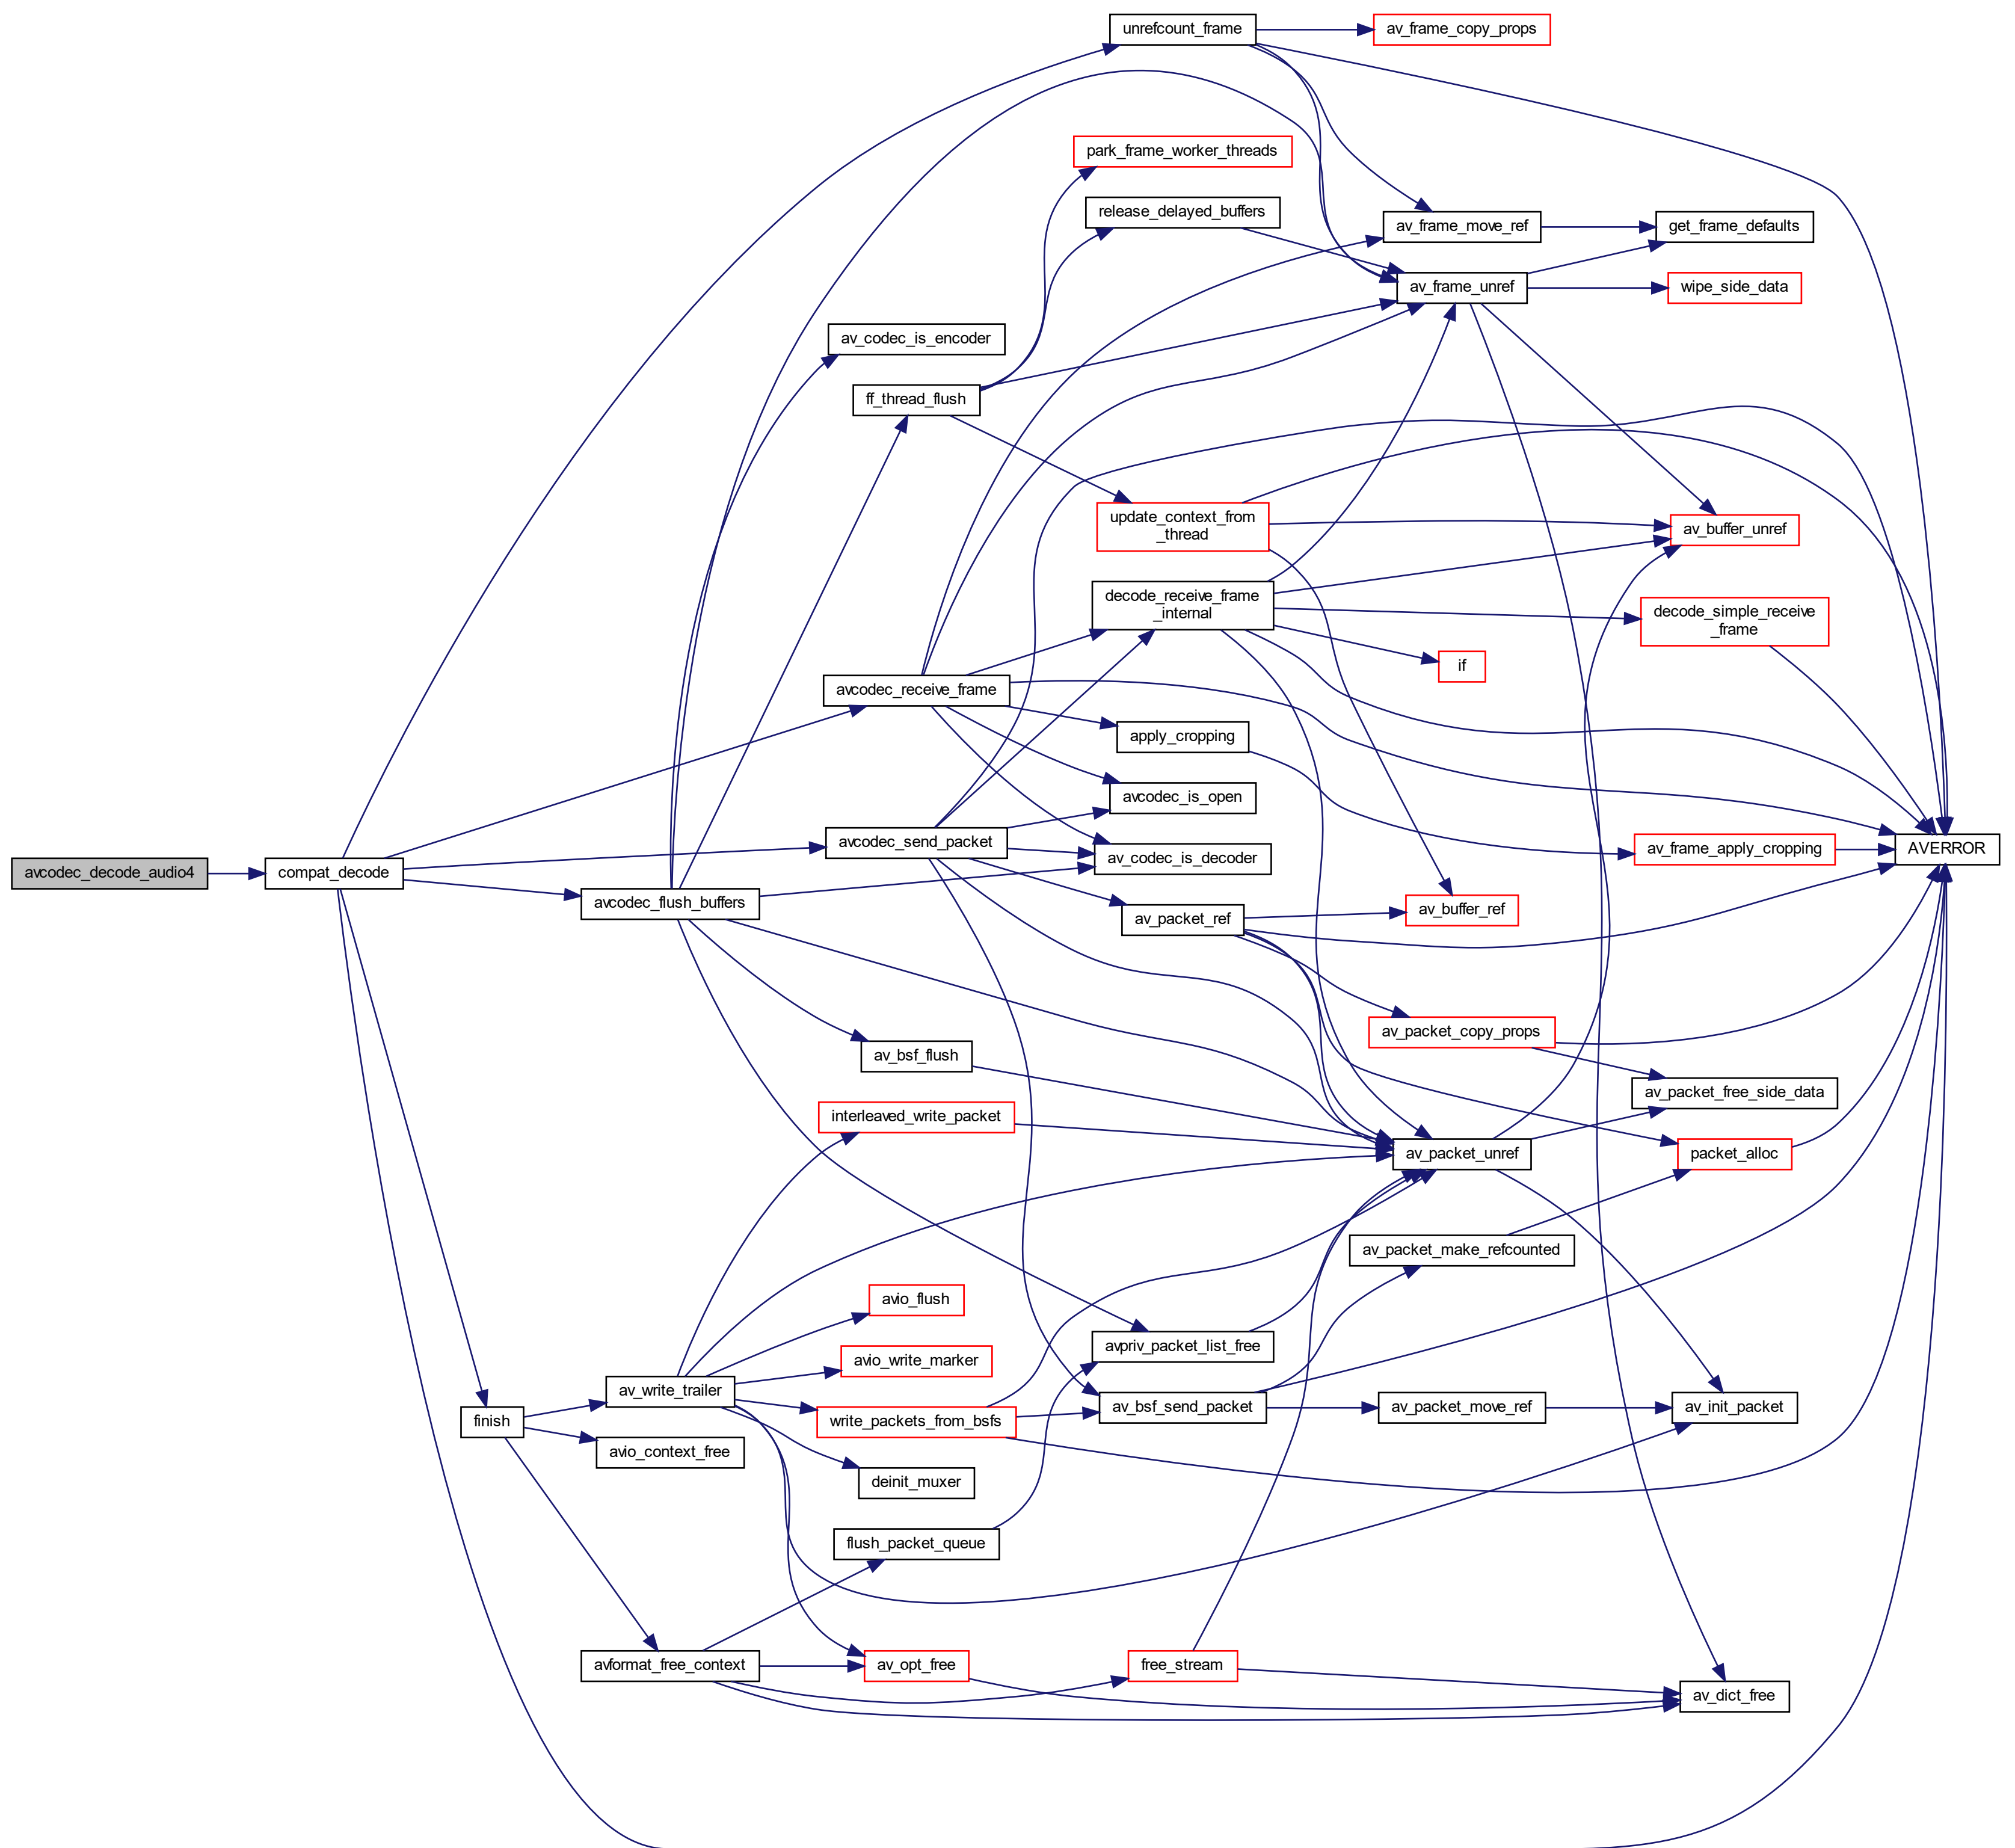 unrefcount_frame
av_frame_copy_props
park_frame_worker_threads
release_delayed_buffers
av_frame_move_ref
get_frame_defaults
av_frame_unref
wipe_side_data
av_codec_is_encoder
ff_thread_flush
update_context_from
_thread
av_buffer_unref
decode_receive_frame
_internal
decode_simple_receive
_frame
if
avcodec_receive_frame
apply_cropping
avcodec_is_open
avcodec_send_packet
av_codec_is_decoder
av_frame_apply_cropping
AVERROR
avcodec_decode_audio4
compat_decode
avcodec_flush_buffers
av_packet_ref
av_buffer_ref
av_packet_copy_props
av_bsf_flush
av_packet_free_side_data
interleaved_write_packet
av_packet_unref
packet_alloc
av_packet_make_refcounted
avio_flush
avpriv_packet_list_free
avio_write_marker
av_write_trailer
finish
write_packets_from_bsfs
av_bsf_send_packet
av_packet_move_ref
av_init_packet
avio_context_free
deinit_muxer
flush_packet_queue
avformat_free_context
av_opt_free
free_stream
av_dict_free